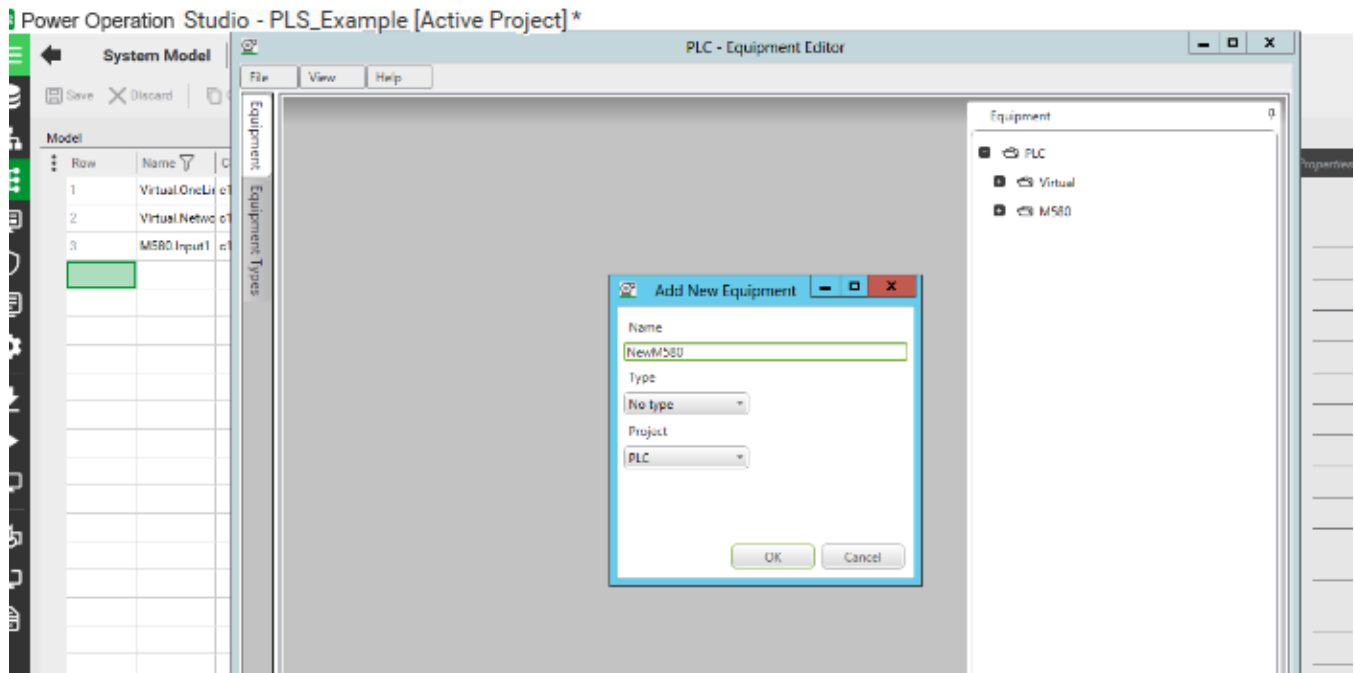 Power Operation Studio - PLS_Example [Active Project] *
System Model
PLC - Equipment Editor
Save Discard
File View Help
Model
Row Name
1 Virtual.OneLi
2 Virtual.Netwo
3 M580.Input1
Equipment
Equipment Types
Equipment
PLC
Virtual
M580
Properties
Add New Equipment
Name
NewM580
Type
No type
Project
PLC
OK Cancel